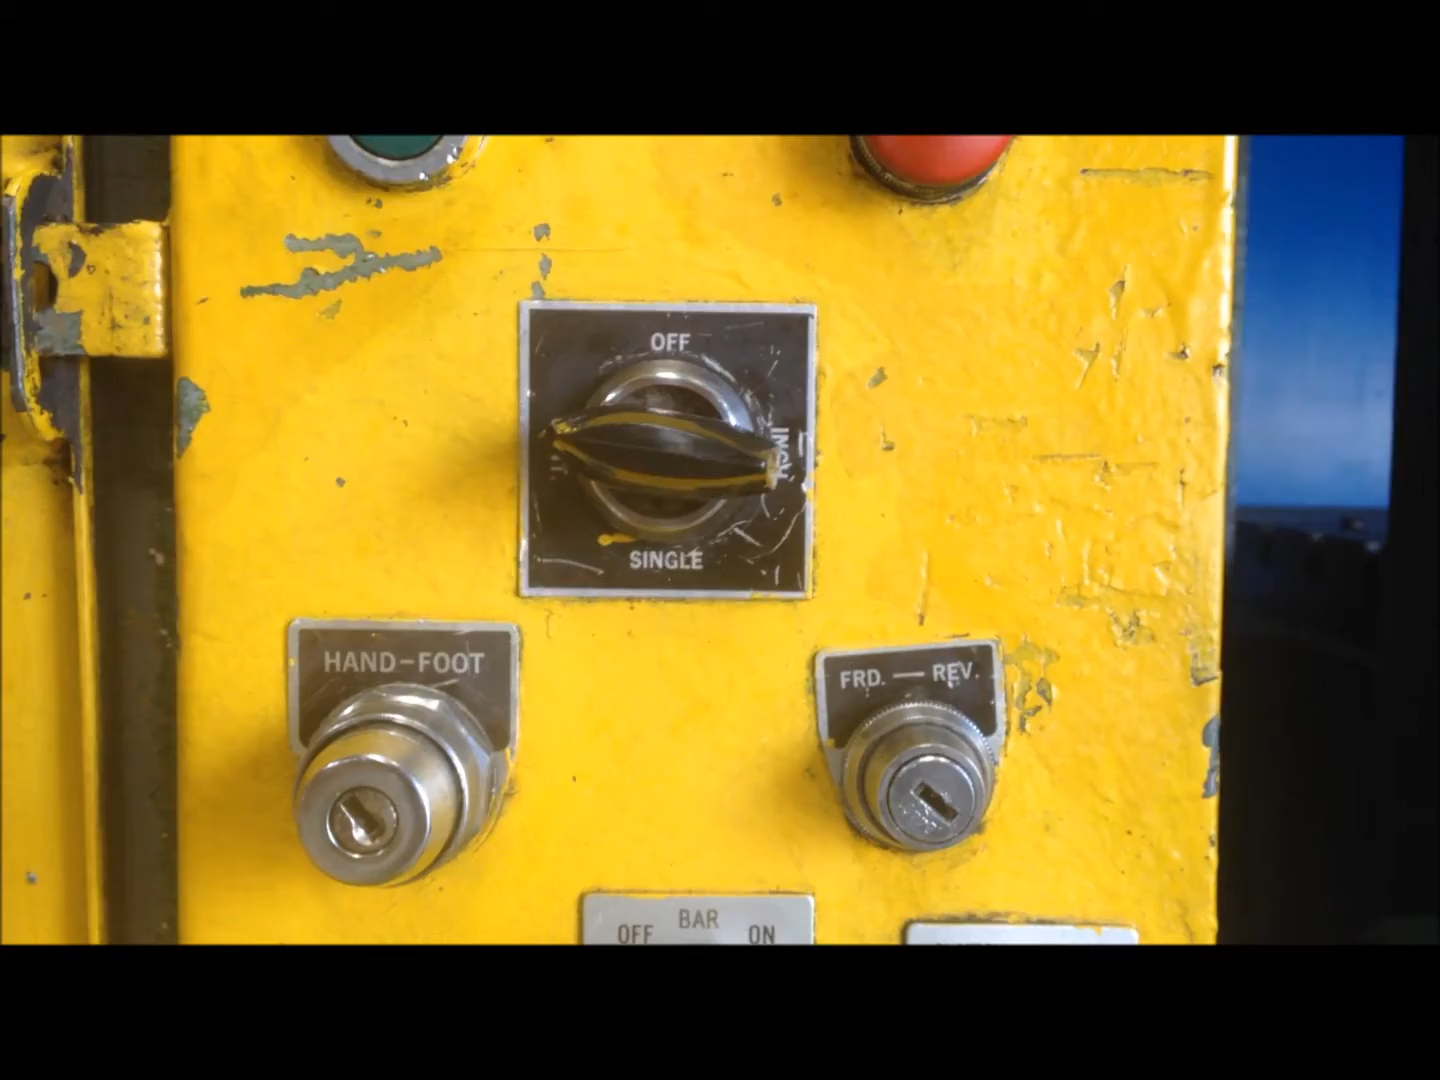 OFF
INCH
SINGLE
HAND-FOOT
FRD. — REV.
BAR
OFF ON